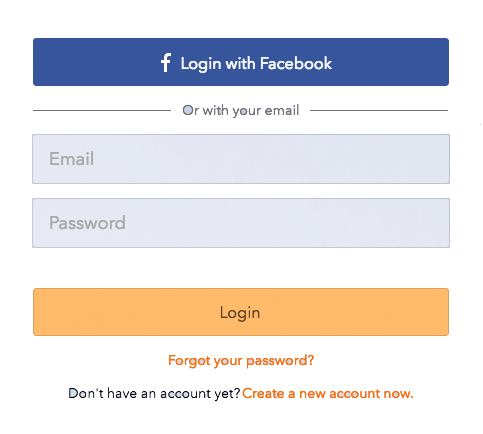 Login with Facebook
Or with your email
Email
Password
Login
Forgot your password?
Don't have an account yet? Create a new account now.